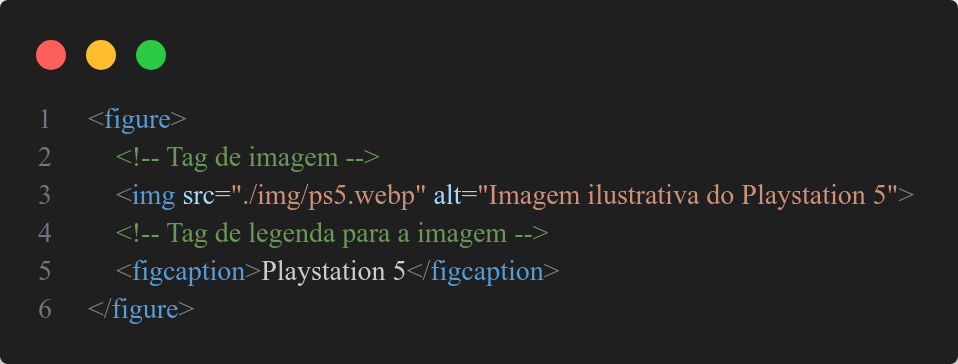 1 <figure>
2 <!-- Tag de imagem -->
3 <img src="./img/ps5.webp" alt="Imagem ilustrativa do Playstation 5">
4 <!-- Tag de legenda para a imagem -->
5 <figcaption>Playstation 5</figcaption>
6 </figure>